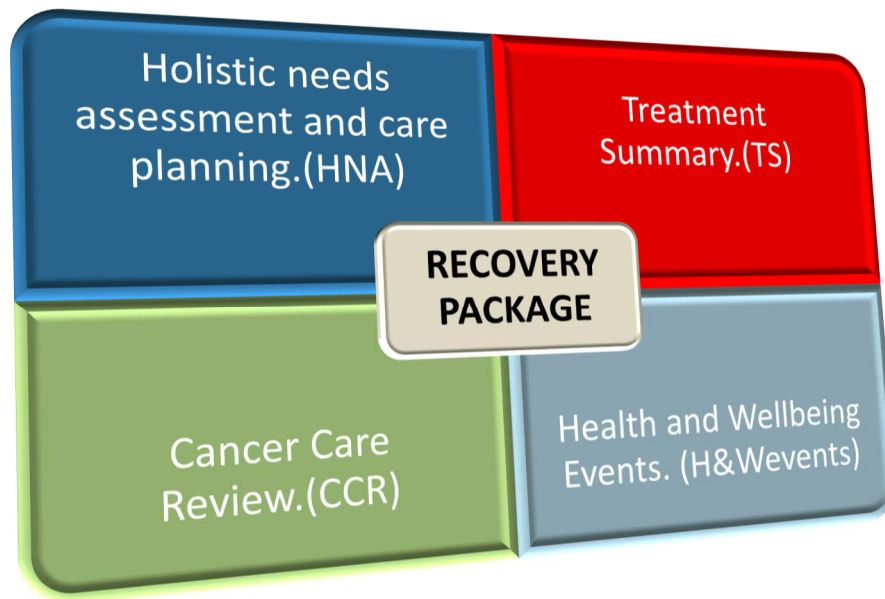 Holistic needs
assessment and care
planning.(HNA)
Treatment
Summary.(TS)
RECOVERY
PACKAGE
Cancer Care
Review.(CCR)
Health and Wellbeing
Events. (H&Wevents)